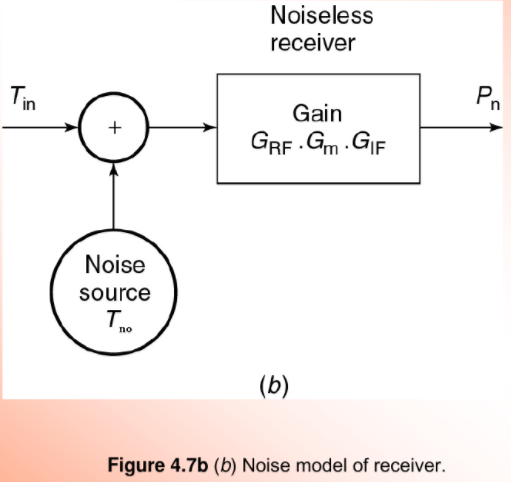 Noiseless
receiver
T_in
P_n
+
Gain
G_RF . G_m . G_IF
Noise
source
T_no
(b)
Figure 4.7b (b) Noise model of receiver.